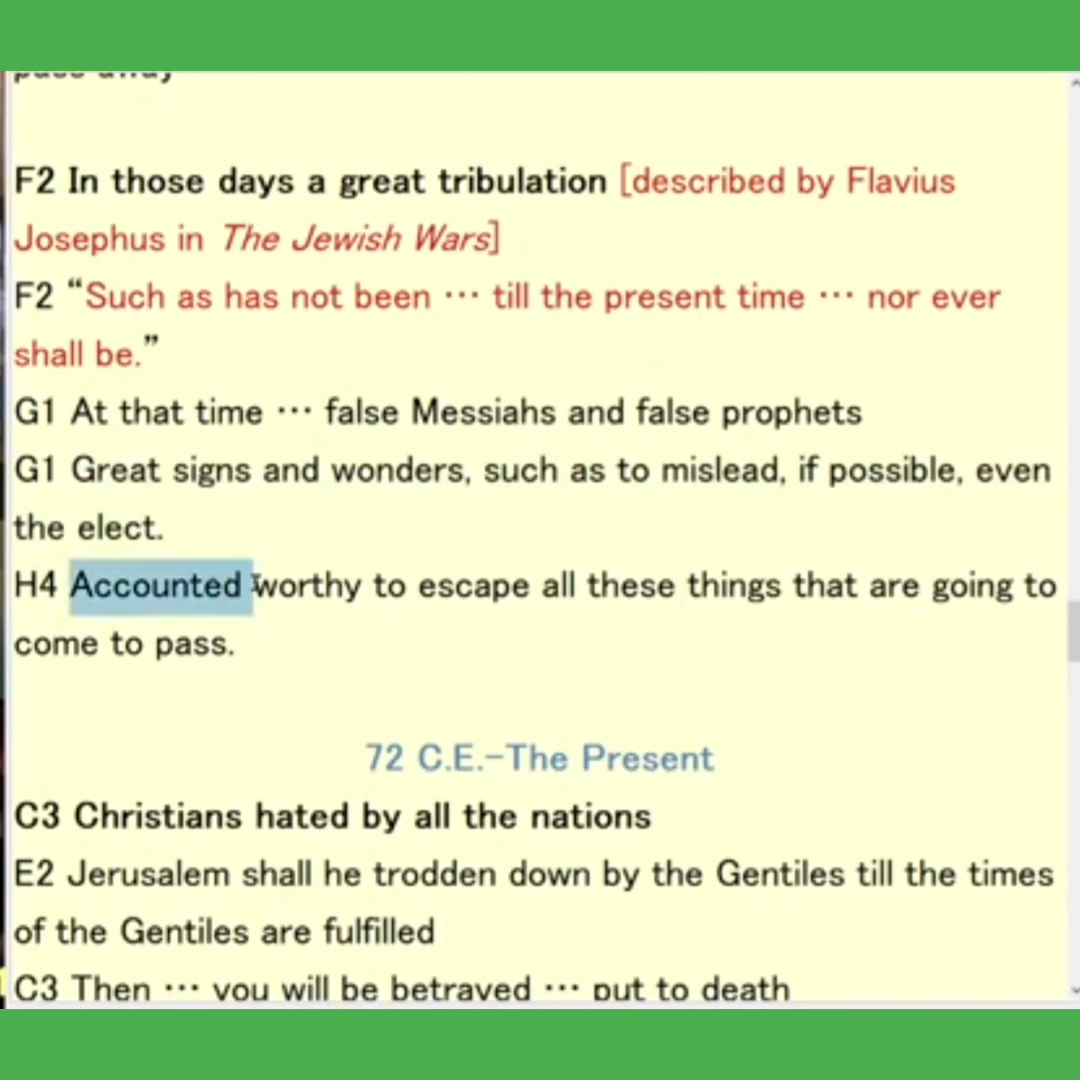 pass away
F2 In those days a great tribulation [described by Flavius
Josephus in The Jewish Wars]
F2 “Such as has not been ⋯ till the present time ⋯ nor ever
shall be.”
G1 At that time ⋯ false Messiahs and false prophets
G1 Great signs and wonders, such as to mislead, if possible, even
the elect.
H4 Accounted worthy to escape all these things that are going to
come to pass.
72 C.E.-The Present
C3 Christians hated by all the nations
E2 Jerusalem shall he trodden down by the Gentiles till the times
of the Gentiles are fulfilled
C3 Then ⋯ you will be betrayed ⋯ put to death